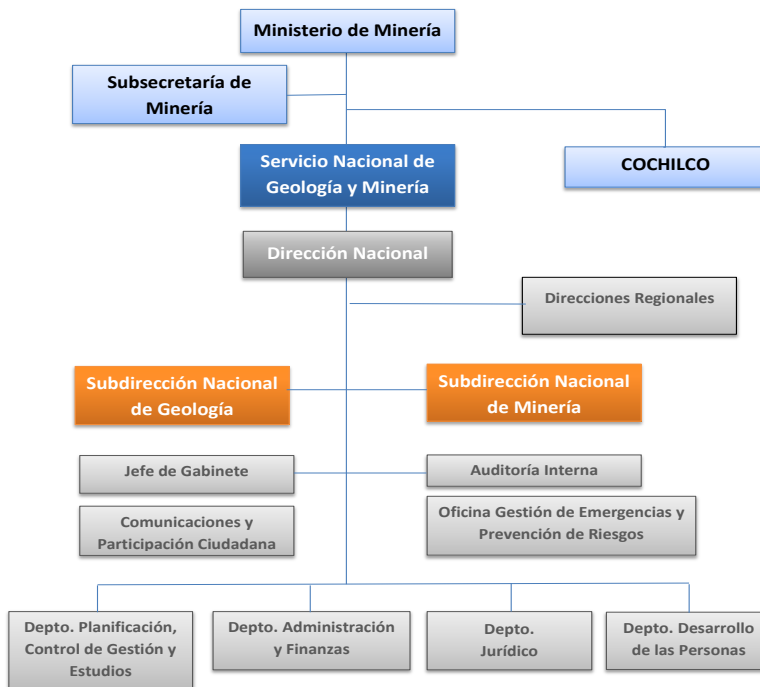 Ministerio de Minería
Subsecretaría de
Minería
Servicio Nacional de
Geología y Minería
COCHILCO
Dirección Nacional
Direcciones Regionales
Subdirección Nacional
de Geología
Subdirección Nacional
de Minería
Jefe de Gabinete
Auditoría Interna
Comunicaciones y
Participación Ciudadana
Oficina Gestión de Emergencias y
Prevención de Riesgos
Depto. Planificación,
Control de Gestión y
Estudios
Depto. Administración
y Finanzas
Depto.
Jurídico
Depto. Desarrollo
de las Personas